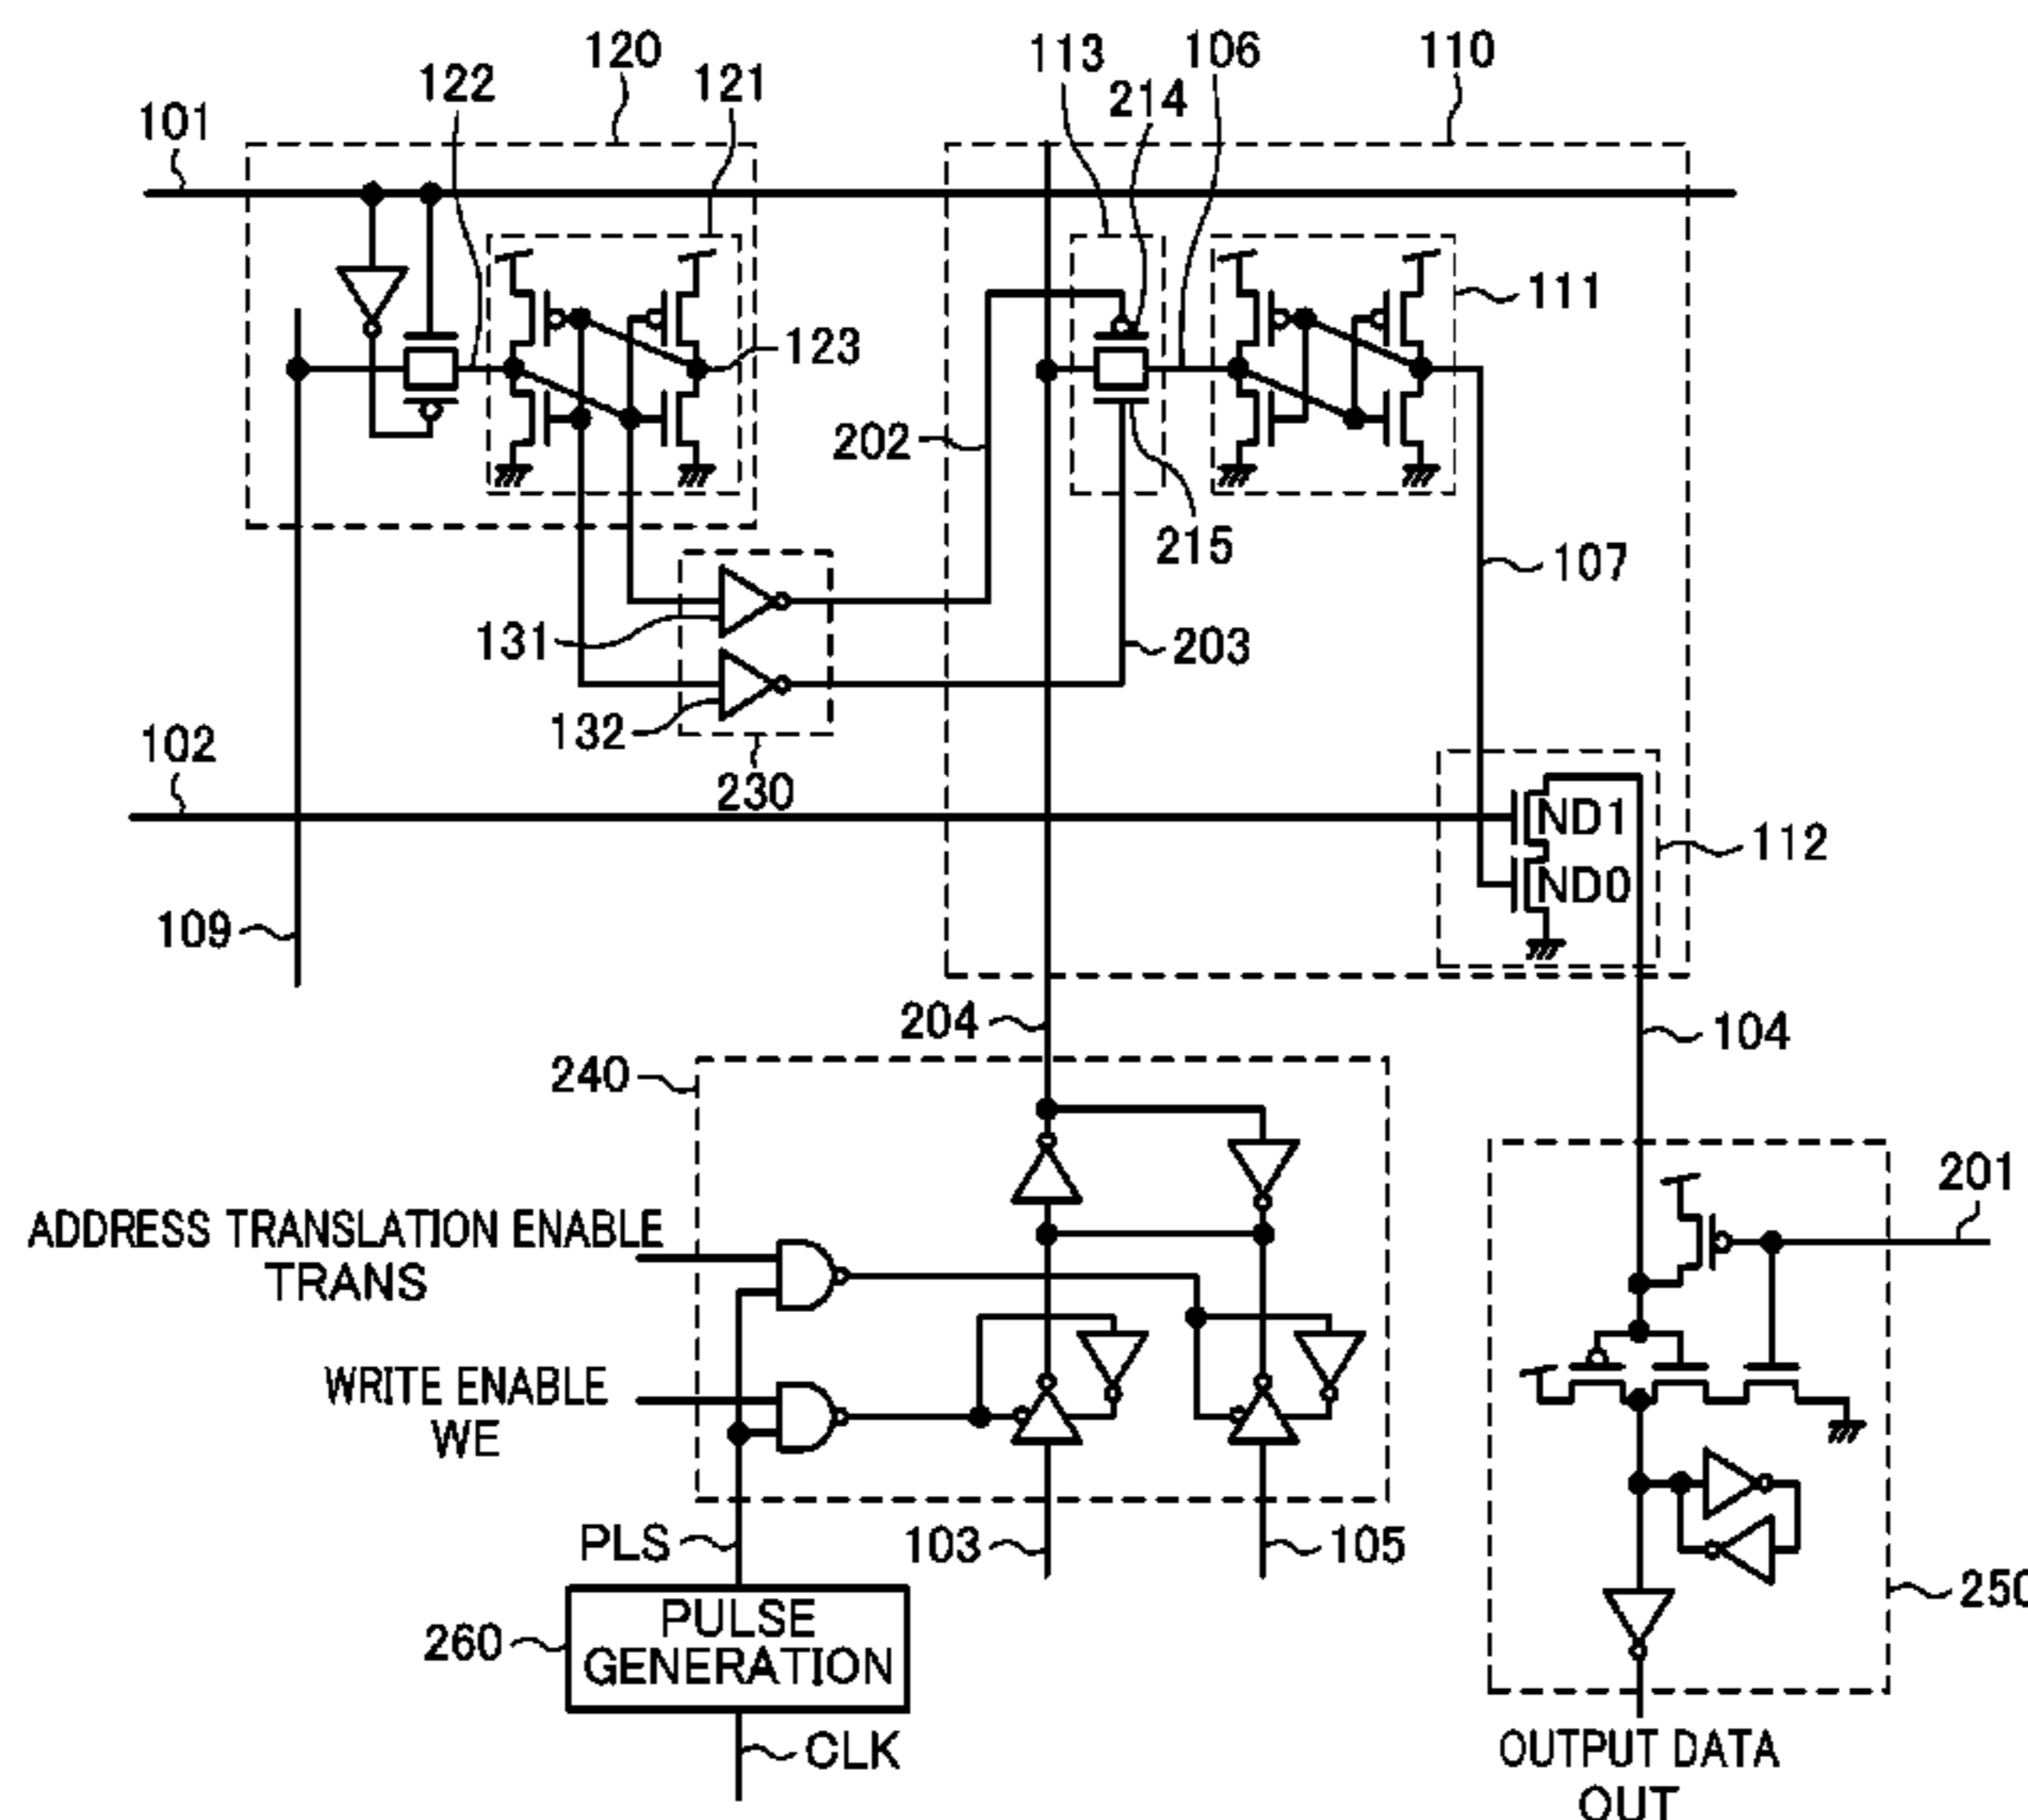 120
113
106
110
122
121
214
101
111
123
202
215
107
131
203
132
102
230
ND1
112
ND0
109
204
104
240
201
ADDRESS TRANSLATION ENABLE
TRANS
WRITE ENABLE
WE
PLS
103
105
250
PULSE
GENERATION
260
CLK
OUTPUT DATA
OUT